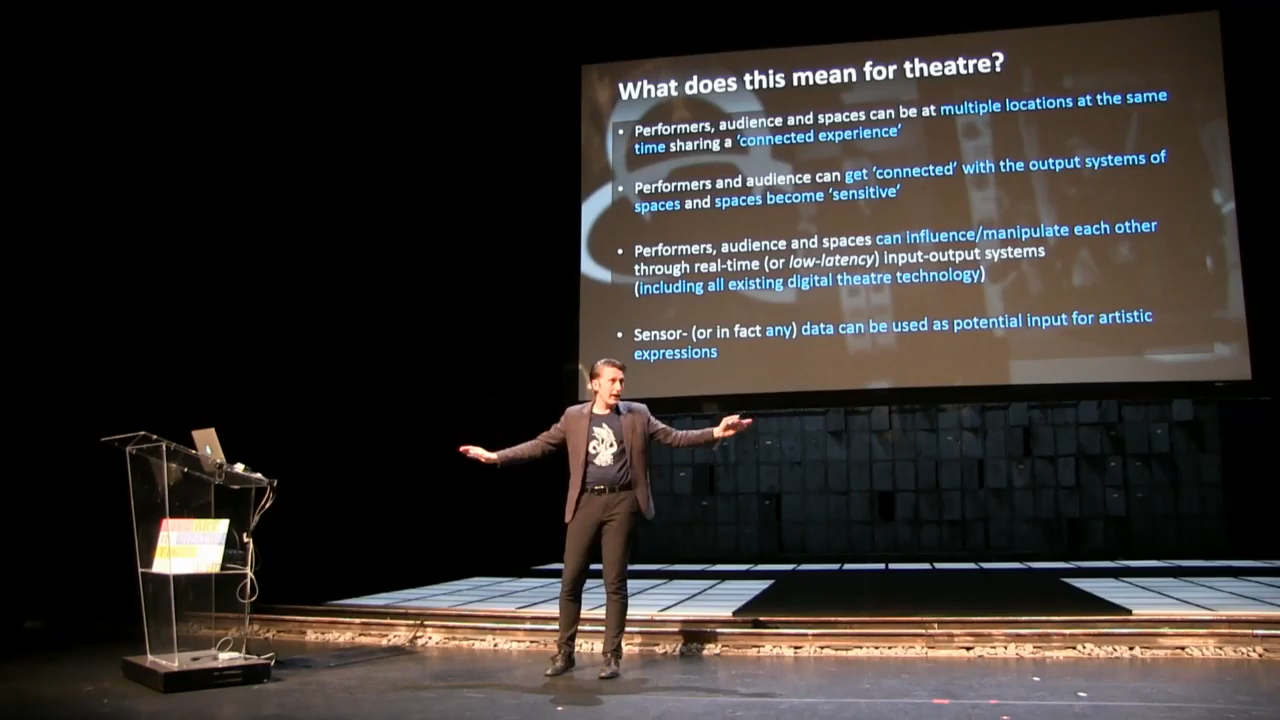 What does this mean for theatre?
• Performers, audience and spaces can be at multiple locations at the same
time sharing a ‘connected experience’
• Performers and audience can get ‘connected’ with the output systems of
spaces and spaces become ‘sensitive’
• Performers, audience and spaces can influence/manipulate each other
through real-time (or low-latency) input-output systems
(including all existing digital theatre technology)
• Sensor- (or in fact any) data can be used as potential input for artistic
expressions